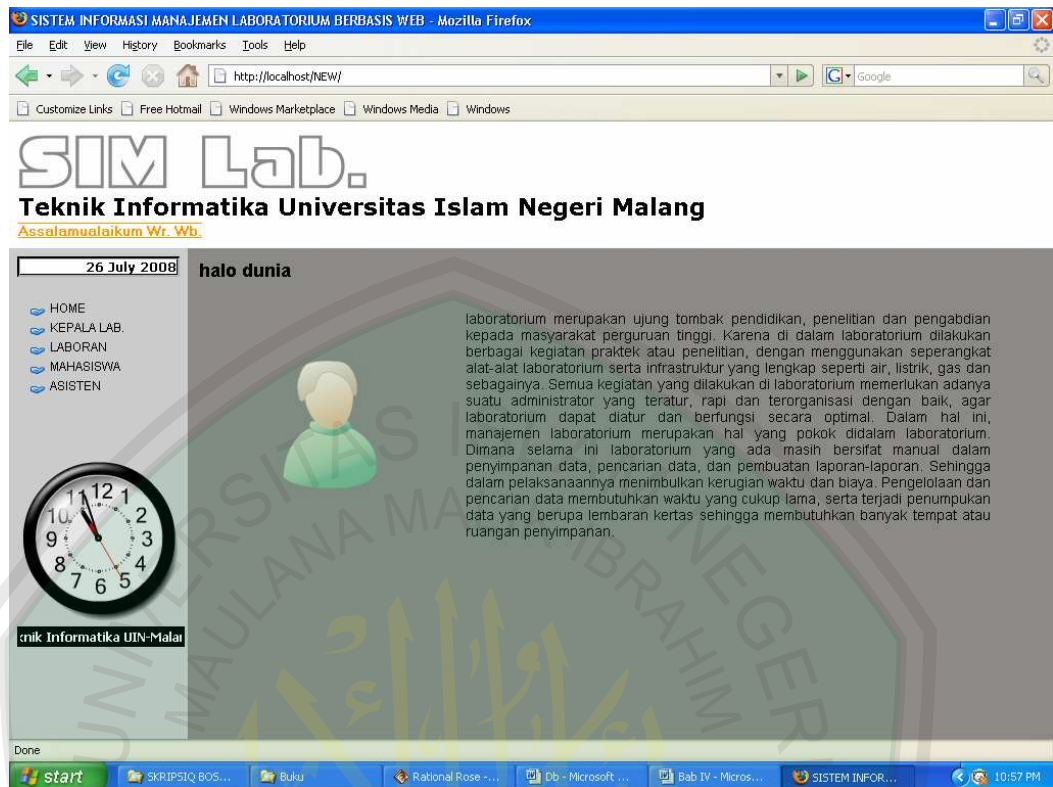 SISTEM INFORMASI MANAJEMEN LABORATORIUM BERBASIS WEB - Mozilla Firefox
File Edit View History Bookmarks Tools Help
http://localhost/NEW/
G Google
Customize Links Free Hotmail Windows Marketplace Windows Media Windows
SIM Lab.
Teknik Informatika Universitas Islam Negeri Malang
Assalamualaikum Wr. Wb.
26 July 2008
HOME
KEPALA LAB.
LABORAN
MAHASISWA
ASISTEN
11 12 1
10 2
9 3
8 4
7 6 5
knik Informatika UIN-Malan
halo dunia
laboratorium merupakan ujung tombak pendidikan, penelitian dan pengabdian
kepada masyarakat perguruan tinggi. Karena di dalam laboratorium dilakukan
berbagai kegiatan praktek atau penelitian, dengan menggunakan seperangkat
alat-alat laboratorium serta infrastruktur yang lengkap seperti air, listrik, gas dan
sebagainya. Semua kegiatan yang dilakukan di laboratorium memerlukan adanya
suatu administrator yang teratur, rapi dan terorganisasi dengan baik, agar
laboratorium dapat diatur dan berfungsi secara optimal. Dalam hal ini,
manajemen laboratorium merupakan hal yang pokok didalam laboratorium.
Dimana selama ini laboratorium yang ada masih bersifat manual dalam
penyimpanan data, pencarian data, dan pembuatan laporan-laporan. Sehingga
dalam pelaksanaannya menimbulkan kerugian waktu dan biaya. Pengelolaan dan
pencarian data membutuhkan waktu yang cukup lama, serta terjadi penumpukan
data yang berupa lembaran kertas sehingga membutuhkan banyak tempat atau
ruangan penyimpanan.
Done
start SKRIPSIQ BOS... Buku Rational Rose -... Db - Microsoft ... Bab IV - Micros... SISTEM INFOR... 10:57 PM